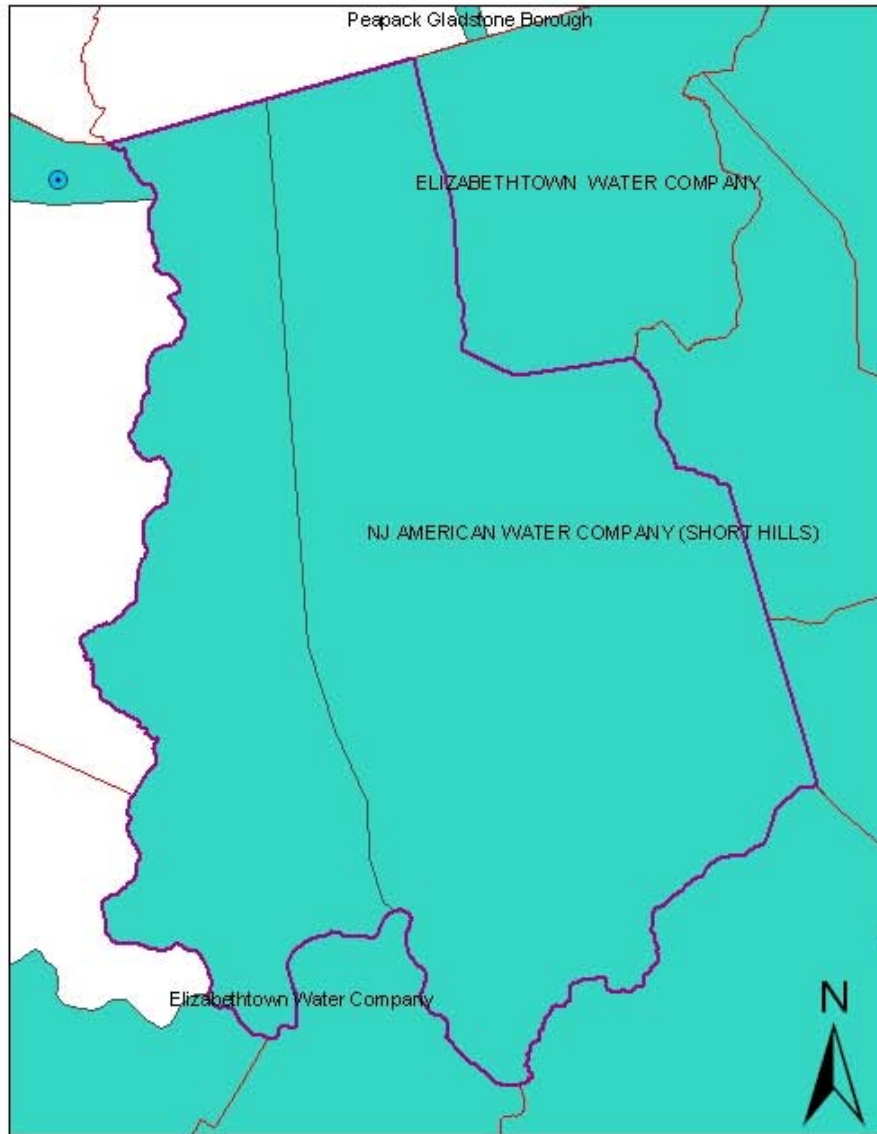 Peapack Gladstone Borough
ELIZABETHTOWN WATER COMPANY
NJ AMERICAN WATER COMPANY (SHORT HILLS)
Elizabethtown Water Company
N